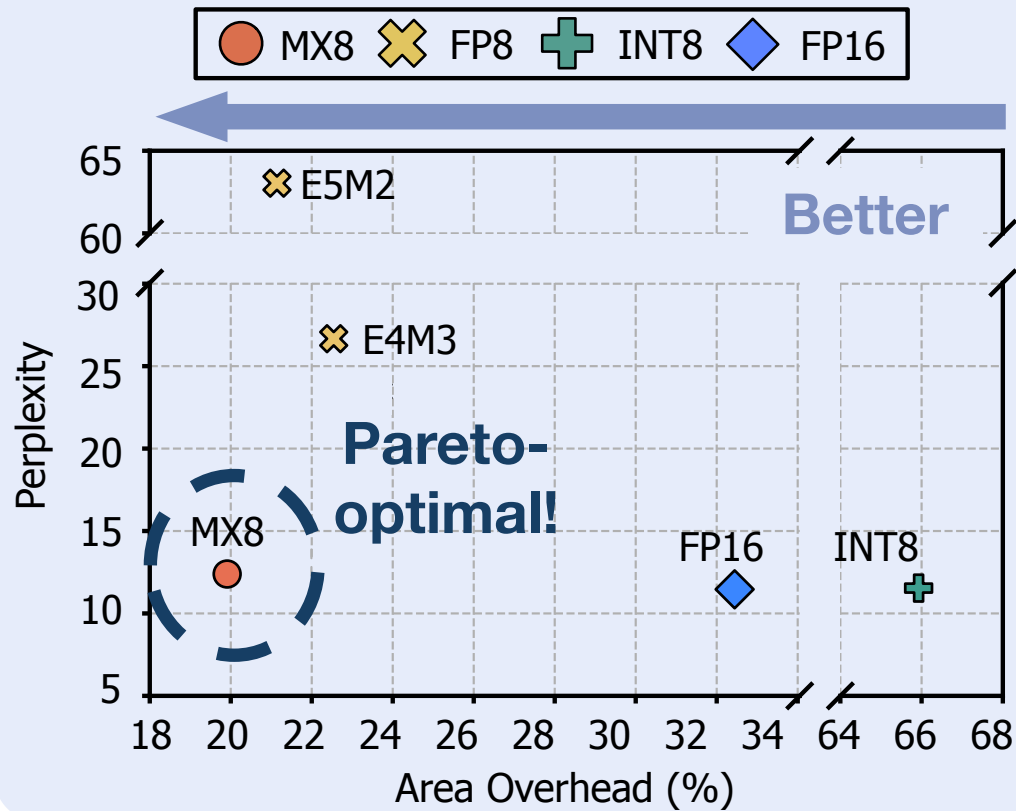 MX8 FP8 INT8 FP16
65
E5M2
Better
60
30
E4M3
25
Pareto-
20
optimal!
15
MX8
FP16
INT8
10
5
Perplexity
18 20 22 24 26 28 30 32 34 64 66 68
Area Overhead (%)